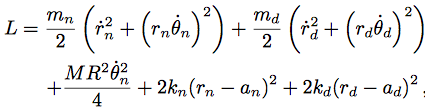 L = \frac{m_n}{2} \left( \dot{r}_n^2 + \left( r_n \dot{\theta}_n \right)^2 \right) + \frac{m_d}{2} \left( \dot{r}_d^2 + \left( r_d \dot{\theta}_d \right)^2 \right)
+ \frac{MR^2 \dot{\theta}_n^2}{4} + 2k_n(r_n - a_n)^2 + 2k_d(r_d - a_d)^2 ,